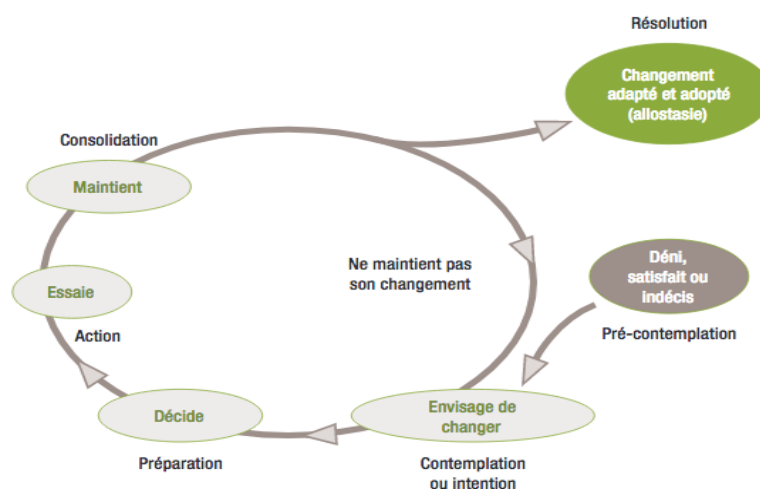 Résolution
Changement
adapté et adopté
(allostasie)
Consolidation
Maintient
Ne maintient pas
son changement
Déni,
satisfait ou
indécis
Pré-contemplation
Essaie
Action
Décide
Préparation
Envisage de
changer
Contemplation
ou intention